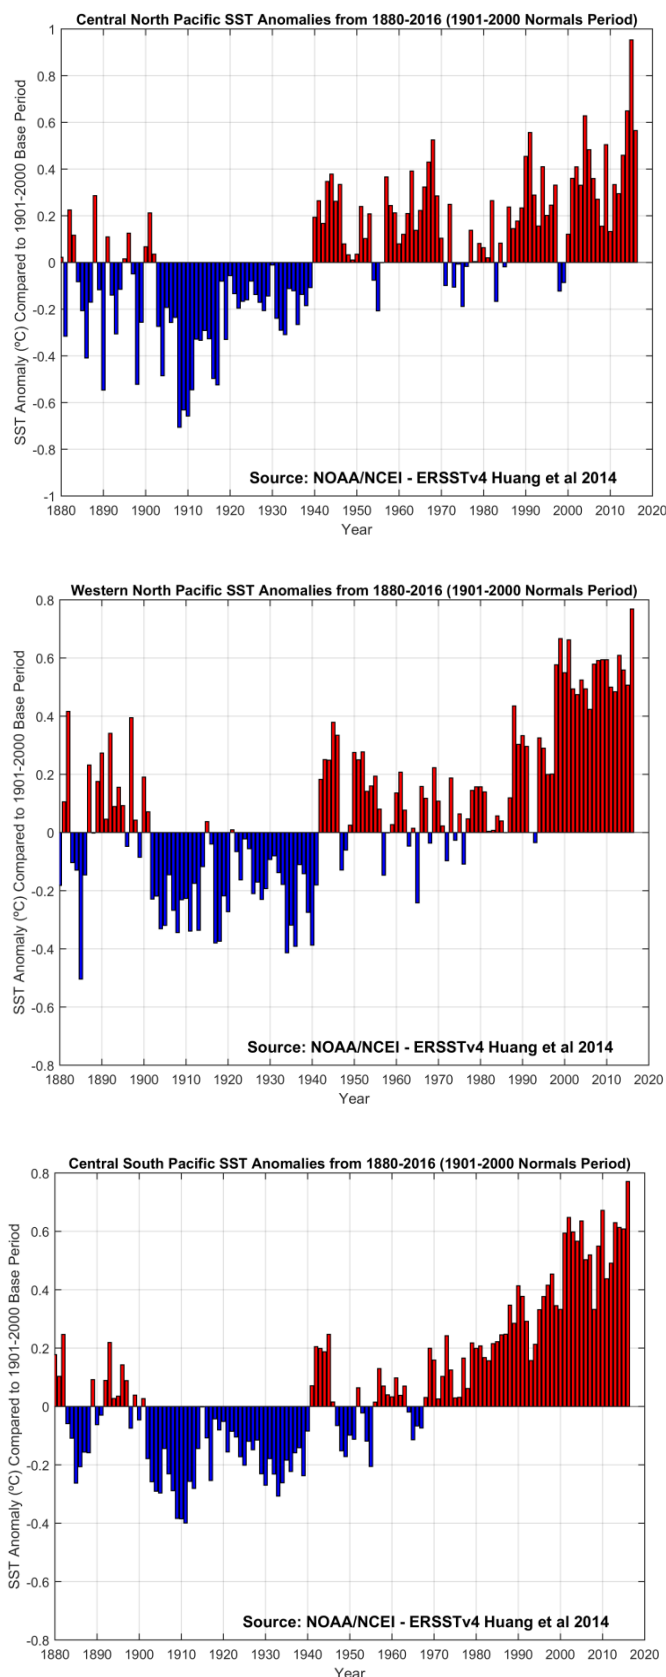 Central North Pacific SST Anomalies from 1880-2016 (1901-2000 Normals Period)
SST Anomaly (ºC) Compared to 1901-2000 Base Period
1
0.8
0.6
0.4
0.2
0
-0.2
-0.4
-0.6
-0.8
-1
Source: NOAA/NCEI - ERSSTv4 Huang et al 2014
1880 1890 1900 1910 1920 1930 1940 1950 1960 1970 1980 1990 2000 2010 2020
Year
Western North Pacific SST Anomalies from 1880-2016 (1901-2000 Normals Period)
SST Anomaly (ºC) Compared to 1901-2000 Base Period
0.8
0.6
0.4
0.2
0
-0.2
-0.4
-0.6
-0.8
Source: NOAA/NCEI - ERSSTv4 Huang et al 2014
1880 1890 1900 1910 1920 1930 1940 1950 1960 1970 1980 1990 2000 2010 2020
Year
Central South Pacific SST Anomalies from 1880-2016 (1901-2000 Normals Period)
SST Anomaly (ºC) Compared to 1901-2000 Base Period
0.8
0.6
0.4
0.2
0
-0.2
-0.4
-0.6
-0.8
Source: NOAA/NCEI - ERSSTv4 Huang et al 2014
1880 1890 1900 1910 1920 1930 1940 1950 1960 1970 1980 1990 2000 2010 2020
Year